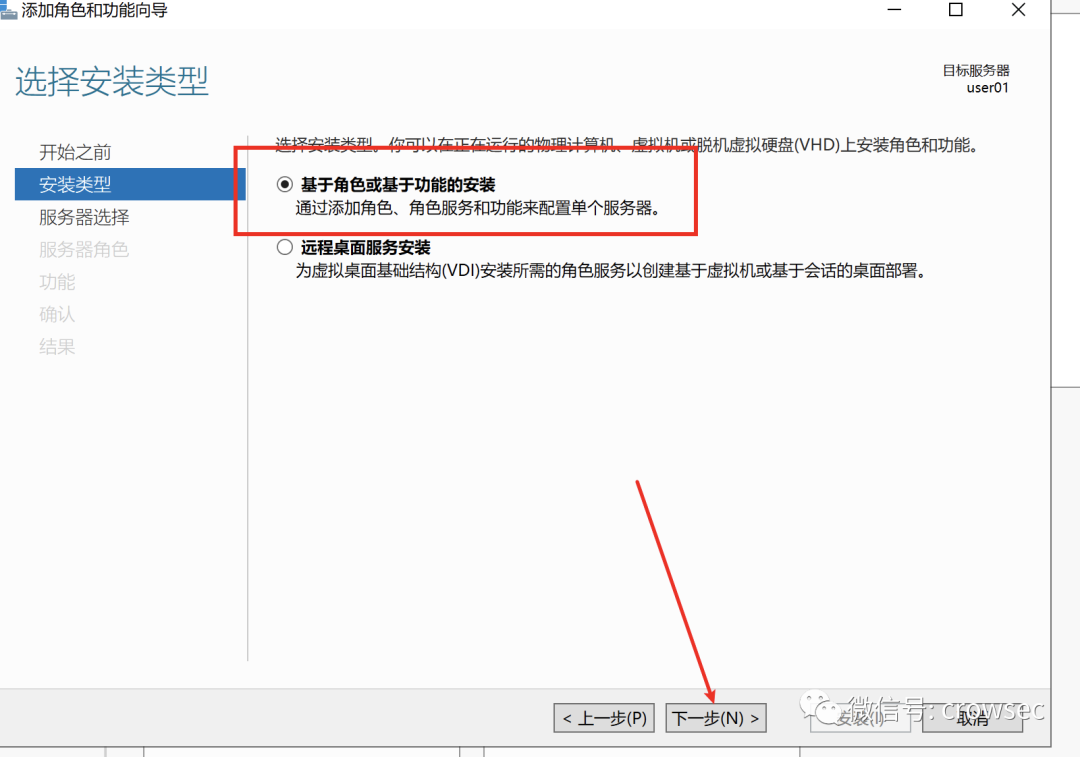 添加角色和功能向导
选择安装类型
目标服务器
user01
开始之前
安装类型
服务器选择
服务器角色
功能
确认
结果
选择安装类型。你可以在正在运行的物理计算机、虚拟机或脱机虚拟硬盘(VHD)上安装角色和功能。
基于角色或基于功能的安装
通过添加角色、角色服务和功能来配置单个服务器。
远程桌面服务安装
为虚拟桌面基础结构(VDI)安装所需的角色服务以创建基于虚拟机或基于会话的桌面部署。
< 上一步(P)
下一步(N) >
安装(I)
取消
微信号: crowsec